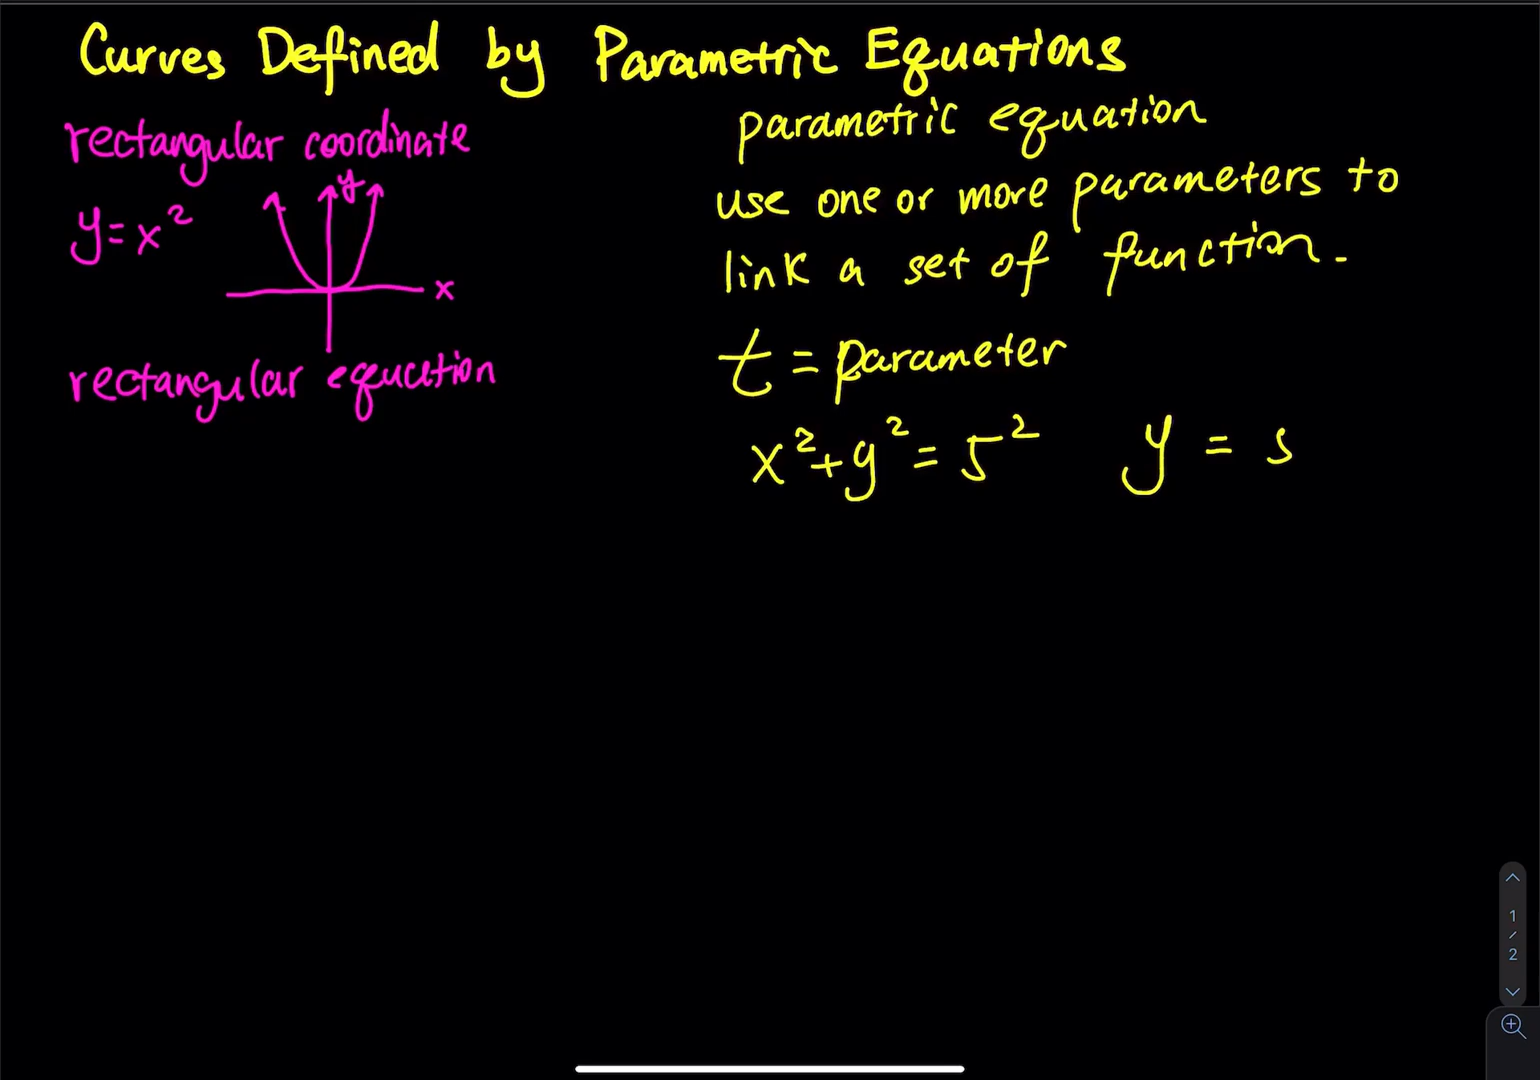 Curves Defined by Parametric Equations
rectangular coordinate
y = x²
y
x
rectangular equation
parametric equation
use one or more parameters to
link a set of function.
t = parameter
x² + y² = 5² y = s
1
/
2